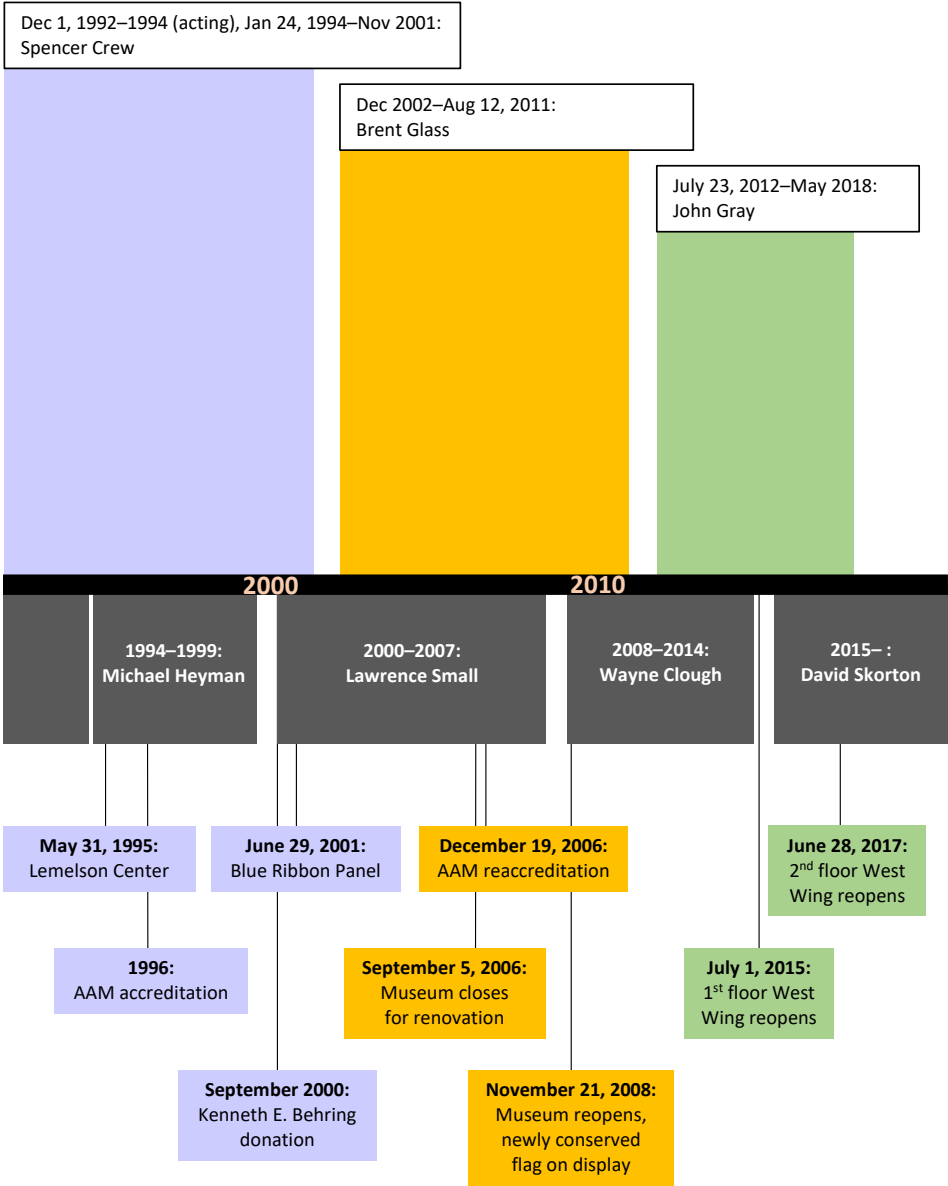 Dec 1, 1992–1994 (acting), Jan 24, 1994–Nov 2001:
Spencer Crew
Dec 2002–Aug 12, 2011:
Brent Glass
July 23, 2012–May 2018:
John Gray
2000
2010
1994–1999:
Michael Heyman
2000–2007:
Lawrence Small
2008–2014:
Wayne Clough
2015– :
David Skorton
May 31, 1995:
Lemelson Center
June 29, 2001:
Blue Ribbon Panel
December 19, 2006:
AAM reaccreditation
June 28, 2017:
2nd floor West
Wing reopens
1996:
AAM accreditation
September 5, 2006:
Museum closes
for renovation
July 1, 2015:
1st floor West
Wing reopens
September 2000:
Kenneth E. Behring
donation
November 21, 2008:
Museum reopens,
newly conserved
flag on display